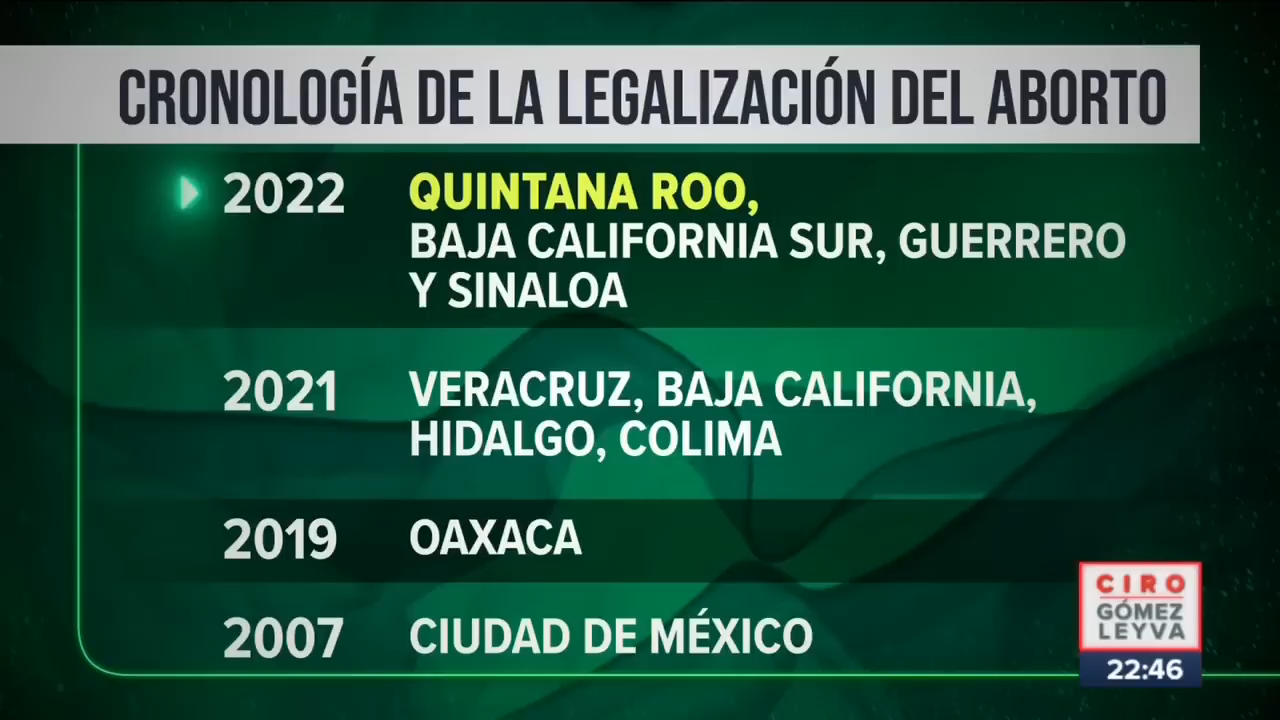 CRONOLOGÍA DE LA LEGALIZACIÓN DEL ABORTO
2022 QUINTANA ROO,
BAJA CALIFORNIA SUR, GUERRERO
Y SINALOA
2021 VERACRUZ, BAJA CALIFORNIA,
HIDALGO, COLIMA
2019 OAXACA
2007 CIUDAD DE MÉXICO
CIRO
GÓMEZ
LEYVA
22:46